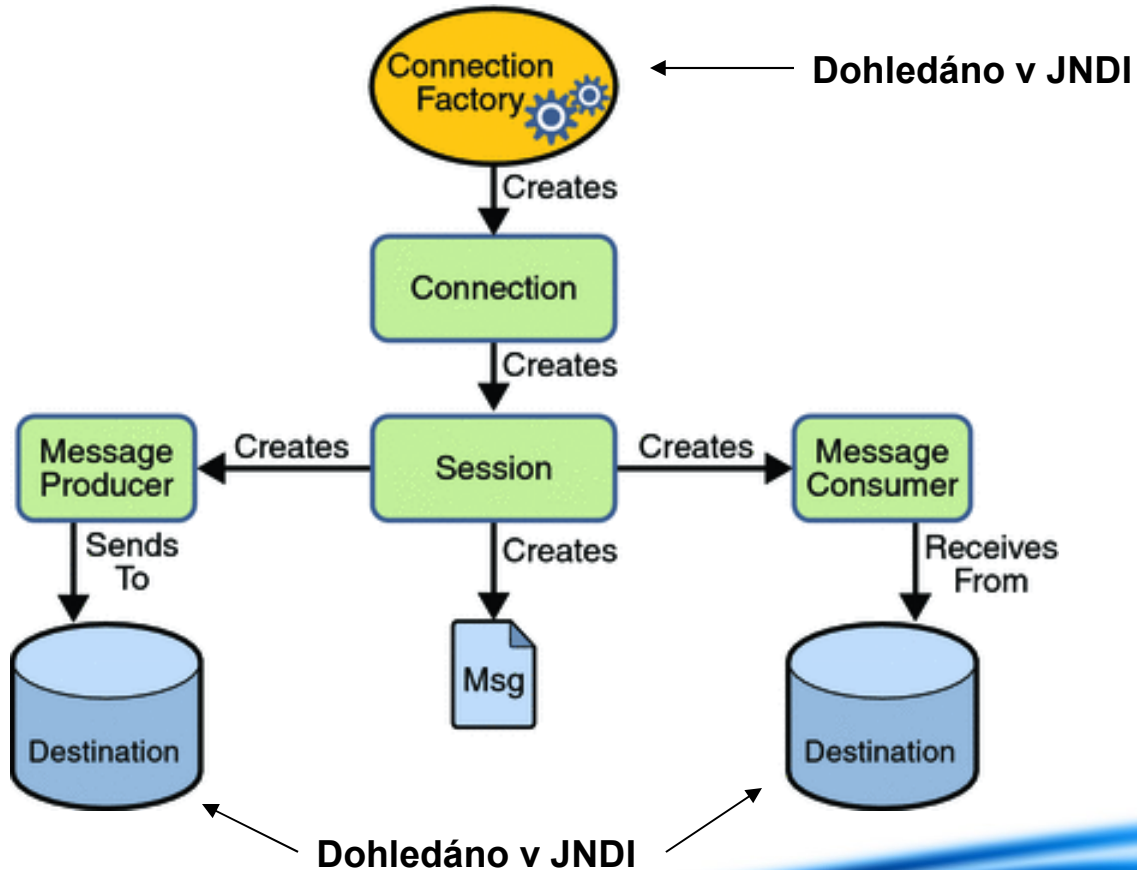 Connection
Factory
Dohledáno v JNDI
Creates
Connection
Creates
Message
Producer
Creates
Session
Creates
Message
Consumer
Sends
To
Creates
Receives
From
Msg
Destination
Destination
Dohledáno v JNDI